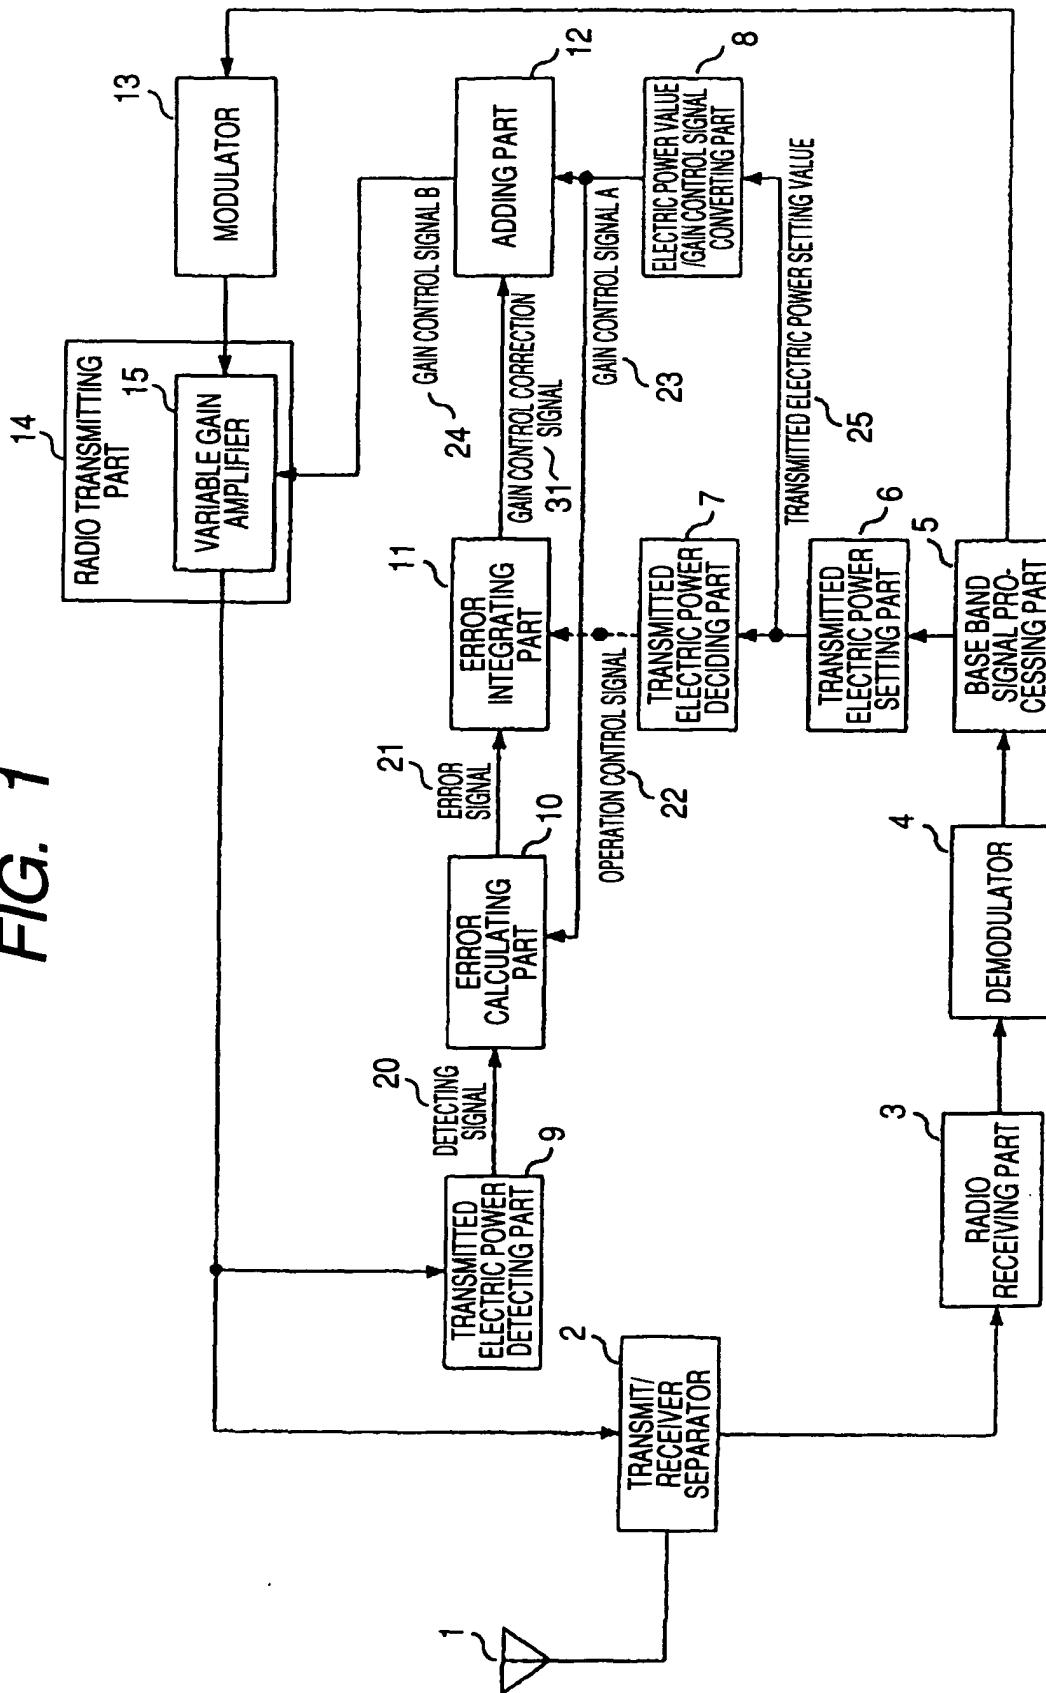 FIG. 1
14
RADIO TRANSMITTING
PART
15
VARIABLE GAIN
AMPLIFIER
13
MODULATOR
GAIN CONTROL SIGNAL B
24
12
ADDING PART
11
ERROR
INTEGRATING
PART
GAIN CONTROL CORRECTION
SIGNAL
31
21
ERROR
SIGNAL
10
ERROR
CALCULATING
PART
20
DETECTING
SIGNAL
9
TRANSMITTED
ELECTRIC POWER
DETECTING PART
GAIN CONTROL SIGNAL A
23
OPERATION CONTROL SIGNAL
22
7
TRANSMITTED
ELECTRIC POWER
DECIDING PART
8
ELECTRIC POWER VALUE
/GAIN CONTROL SIGNAL
CONVERTING PART
TRANSMITTED ELECTRIC POWER SETTING VALUE
25
6
TRANSMITTED
ELECTRIC POWER
SETTING PART
1
2
TRANSMIT/
RECEIVER
SEPARATOR
3
RADIO
RECEIVING PART
4
DEMODULATOR
5
BASE BAND
SIGNAL PRO-
CESSING PART